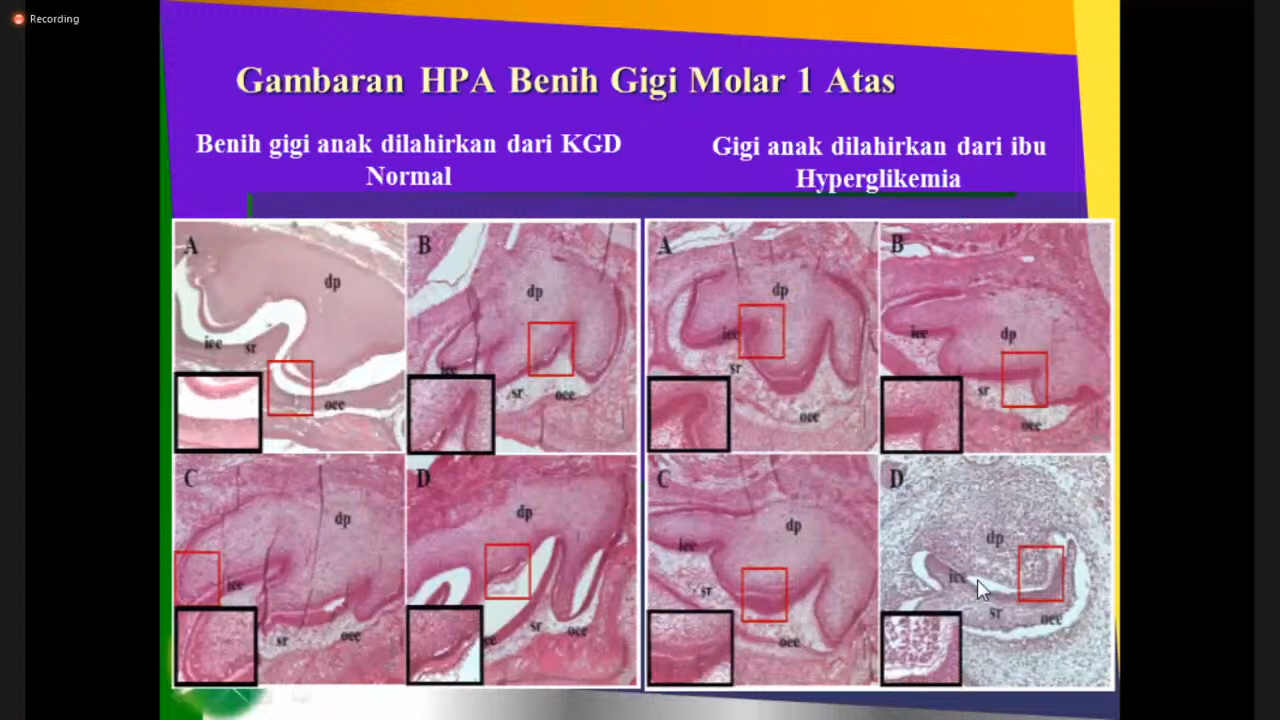 Recording
Gambaran HPA Benih Gigi Molar 1 Atas
Benih gigi anak dilahirkan dari KGD
Normal
Gigi anak dilahirkan dari ibu
Hyperglikemia
A
dp
iee
sr
oee
B
dp
iee
sr
oee
A
dp
iee
sr
oee
B
iee
dp
sr
oee
C
dp
iee
sr
oee
D
dp
sr
oee
C
dp
iee
sr
oee
D
dp
iee
sr
oee